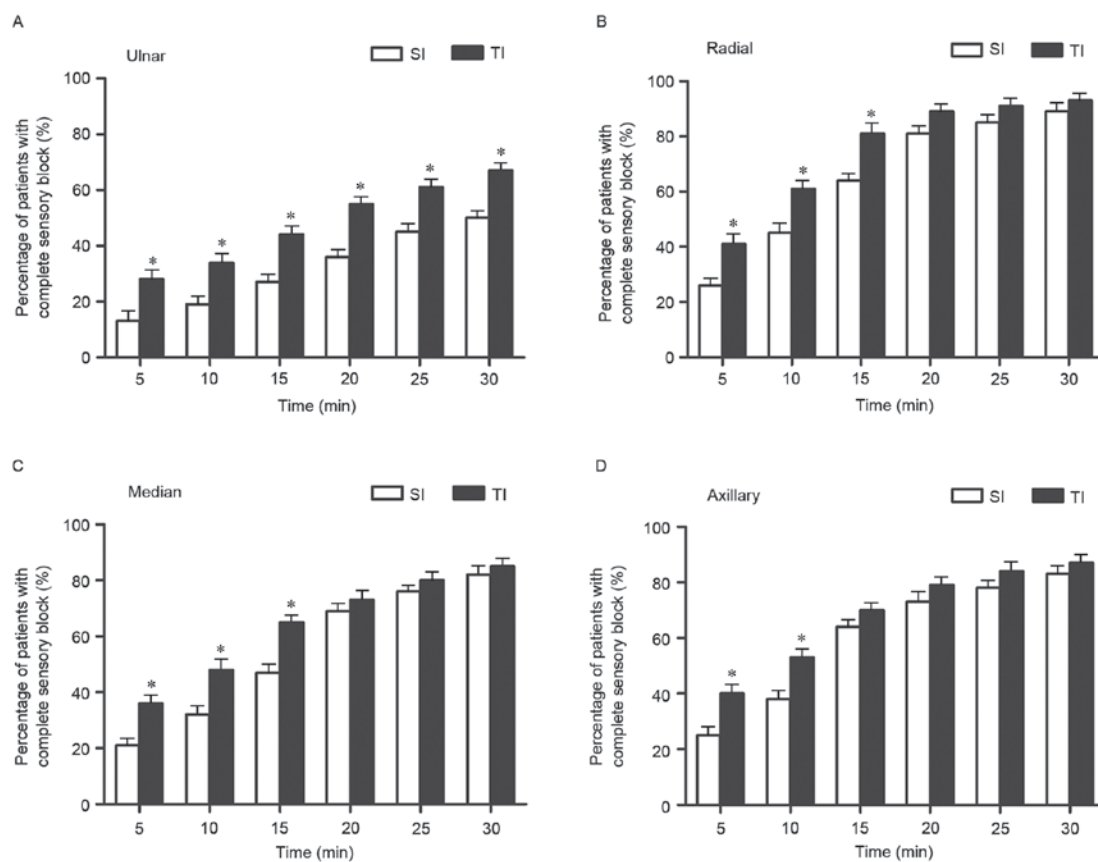 A
Ulnar
SI
TI
Percentage of patients with
complete sensory block (%)
100
80
60
40
20
0
*
*
*
*
*
*
5
10
15
20
25
30
Time (min)
B
Radial
SI
TI
Percentage of patients with
complete sensory block (%)
100
80
60
40
20
0
*
*
*
5
10
15
20
25
30
Time (min)
C
Median
SI
TI
Percentage of patients with
complete sensory block (%)
100
80
60
40
20
0
*
*
*
5
10
15
20
25
30
Time (min)
D
Axillary
SI
TI
Percentage of patients with
complete sensory block (%)
100
80
60
40
20
0
*
*
5
10
15
20
25
30
Time (min)